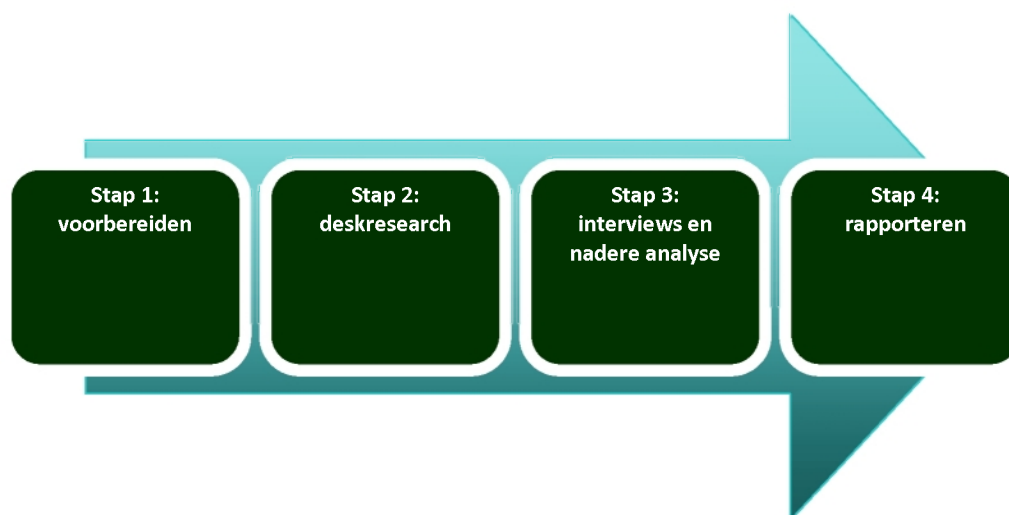 Stap 1:
voorbereiden
Stap 2:
deskresearch
Stap 3:
interviews en
nadere analyse
Stap 4:
rapporteren